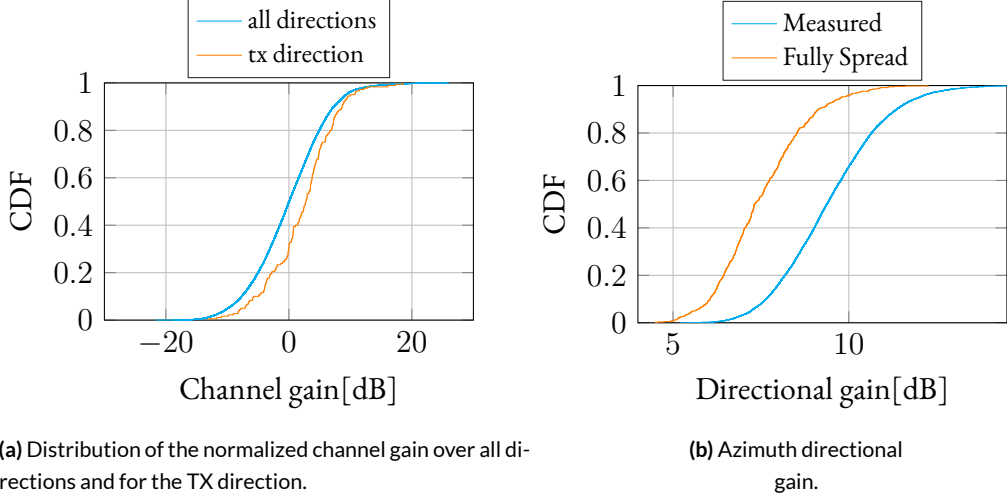 all directions
tx direction
1
0.8
0.6
0.4
0.2
0
CDF
−20
0
20
Channel gain[dB]
(a) Distribution of the normalized channel gain over all di-
rections and for the TX direction.
Measured
Fully Spread
1
0.8
0.6
0.4
0.2
0
CDF
5
10
Directional gain[dB]
(b) Azimuth directional
gain.